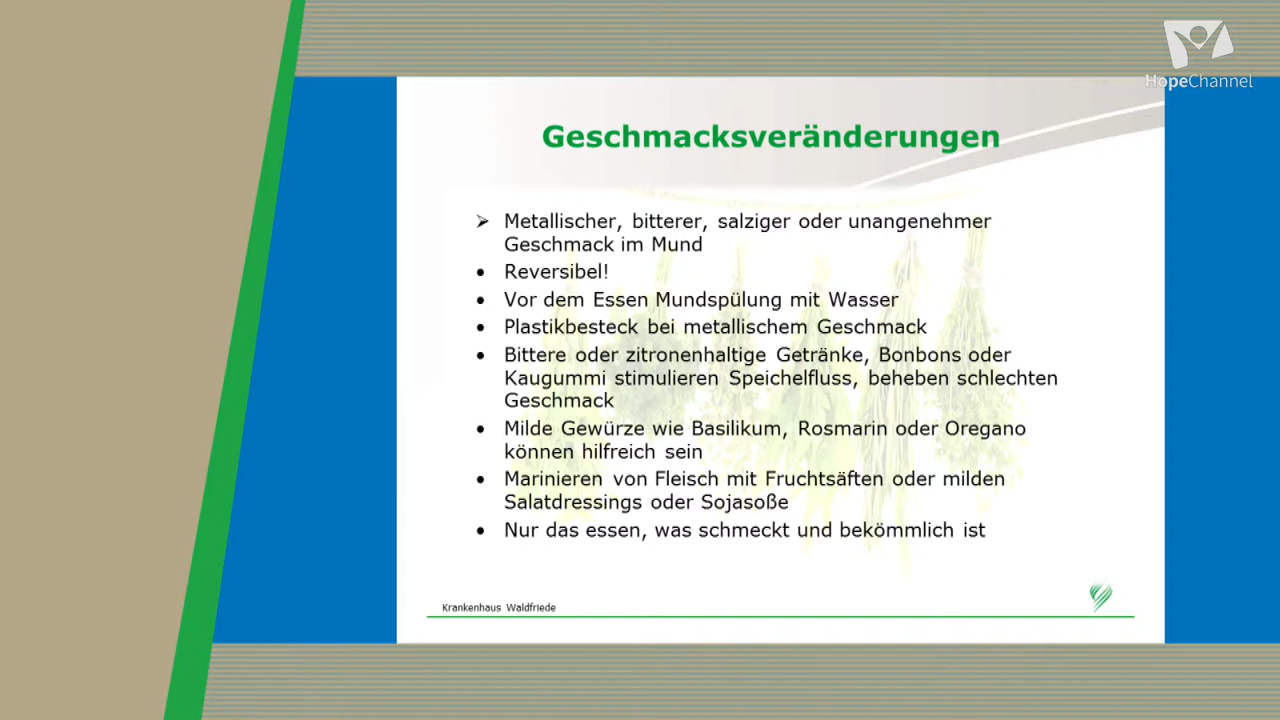 HopeChannel
Geschmacksveränderungen
➢ Metallischer, bitterer, salziger oder unangenehmer
Geschmack im Mund
• Reversibel!
• Vor dem Essen Mundspülung mit Wasser
• Plastikbesteck bei metallischem Geschmack
• Bittere oder zitronenhaltige Getränke, Bonbons oder
Kaugummi stimulieren Speichelfluss, beheben schlechten
Geschmack
• Milde Gewürze wie Basilikum, Rosmarin oder Oregano
können hilfreich sein
• Marinieren von Fleisch mit Fruchtsäften oder milden
Salatdressings oder Sojasoße
• Nur das essen, was schmeckt und bekömmlich ist
Krankenhaus Waldfriede